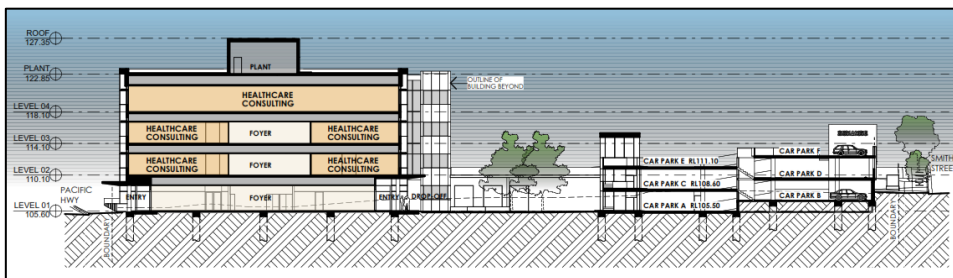 ROOF
127.35
PLANT
122.85
PLANT
OUTLINE OF
BUILDING BEYOND
HEALTHCARE
CONSULTING
LEVEL 04
118.10
HEALTHCARE
CONSULTING
FOYER
HEALTHCARE
CONSULTING
LEVEL 03
114.10
CAR PARK F
CAR PARK E RL111.10
HEALTHCARE
CONSULTING
FOYER
HEALTHCARE
CONSULTING
SMITH
STREET
LEVEL 02
110.10
CAR PARK D
CAR PARK C RL108.60
PACIFIC
HWY
ENTRY
FOYER
ENTRY
DROP-OFF
CAR PARK B
LEVEL 01
105.60
CAR PARK A RL105.50
BOUNDARY
BOUNDARY